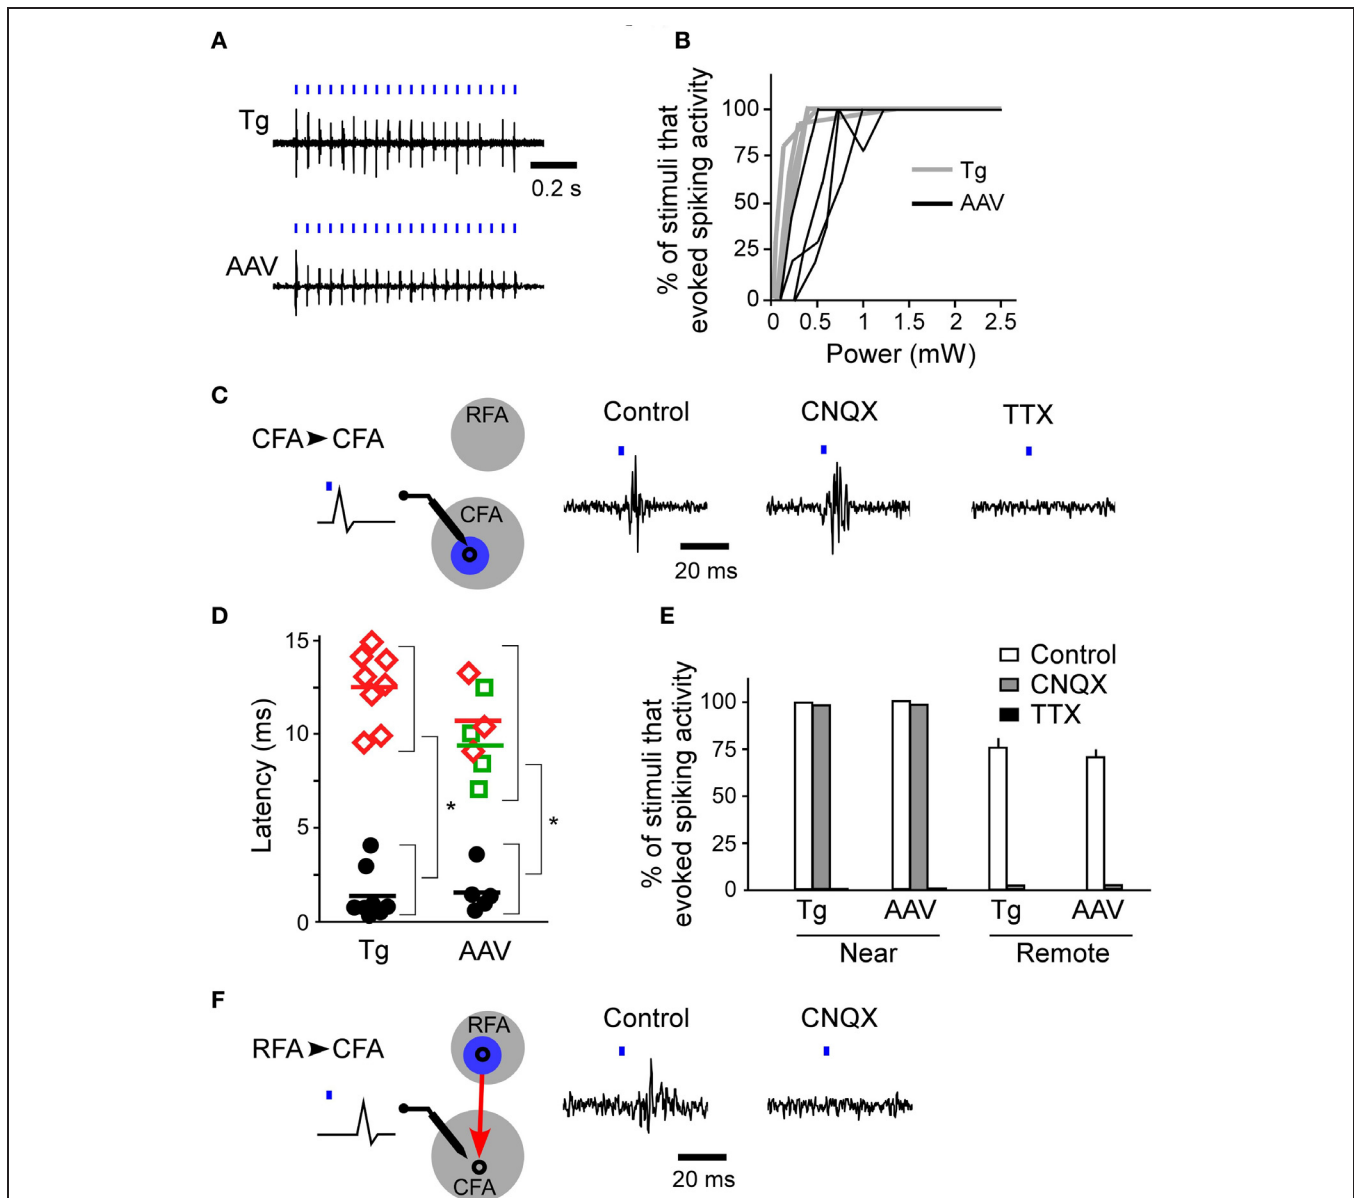 A
Tg
0.2 s
AAV
B
% of stimuli that
evoked spiking activity
100
75
50
25
0
0 0.5 1 1.5 2 2.5
Power (mW)
Tg
AAV
C
CFA➤CFA
RFA
CFA
Control
CNQX
TTX
20 ms
D
Latency (ms)
15
10
5
0
*
*
Tg
AAV
E
% of stimuli that
evoked spiking activity
100
75
50
25
0
Control
CNQX
TTX
Tg AAV Tg AAV
Near Remote
F
RFA➤CFA
RFA
CFA
Control
CNQX
20 ms